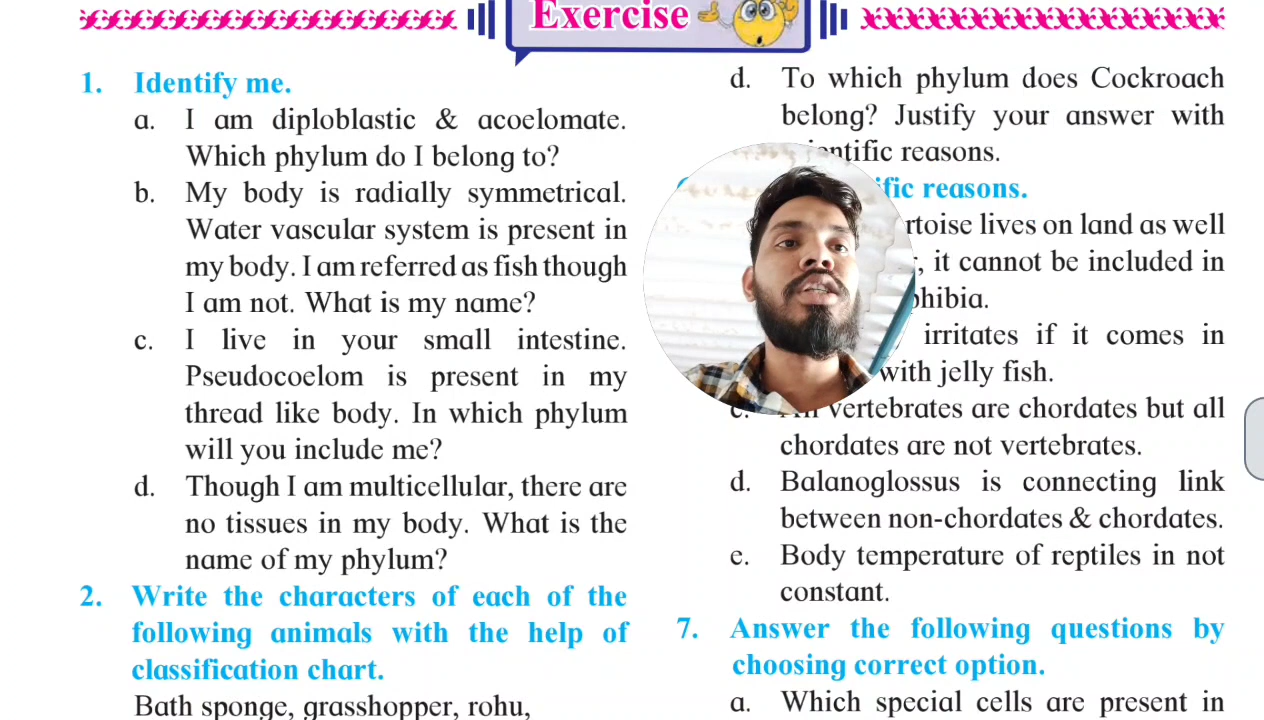 Exercise
1. Identify me.
a. I am diploblastic & acoelomate.
Which phylum do I belong to?
b. My body is radially symmetrical.
Water vascular system is present in
my body. I am referred as fish though
I am not. What is my name?
c. I live in your small intestine.
Pseudocoelom is present in my
thread like body. In which phylum
will you include me?
d. Though I am multicellular, there are
no tissues in my body. What is the
name of my phylum?
2. Write the characters of each of the
following animals with the help of
classification chart.
Bath sponge, grasshopper, rohu,
d. To which phylum does Cockroach
belong? Justify your answer with
reasons.
reasons.
lives on land as well
it cannot be included in
irritates if it comes in
with jelly fish.
vertebrates are chordates but all
chordates are not vertebrates.
d. Balanoglossus is connecting link
between non-chordates & chordates.
e. Body temperature of reptiles in not
constant.
7. Answer the following questions by
choosing correct option.
a. Which special cells are present in